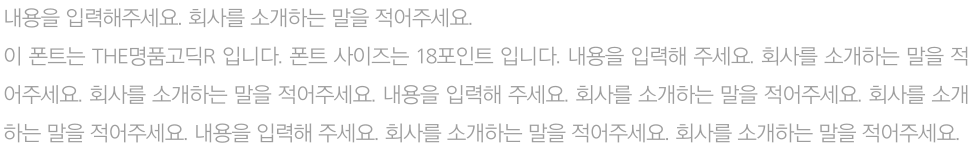 내용을 입력해주세요. 회사를 소개하는 말을 적어주세요.
이 폰트는 THE명품고딕R 입니다. 폰트 사이즈는 18포인트 입니다. 내용을 입력해 주세요. 회사를 소개하는 말을 적
어주세요. 회사를 소개하는 말을 적어주세요. 내용을 입력해 주세요. 회사를 소개하는 말을 적어주세요. 회사를 소개
하는 말을 적어주세요. 내용을 입력해 주세요. 회사를 소개하는 말을 적어주세요. 회사를 소개하는 말을 적어주세요.